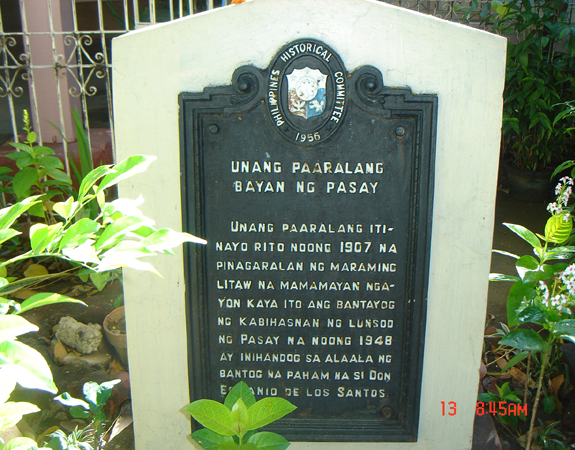 PHILIPPINES HISTORICAL COMMITTEE
1956
UNANG PAARALANG
BAYAN NG PASAY
UNANG PAARALANG ITI-
NAYO RITO NOONG 1907 NA
PINAGARALAN NG MARAMING
LITAW NA MAMAMAYAN NGA-
YON KAYA ITO ANG BANTAYOG
NG KABIHASNAN NG LUNSOD
NG PASAY NA NOONG 1948
AY INIHANDOG SA ALAALA NG
BANTOG NA PAHAM NA SI DON
DE LOS SANTOS
13 8:45AM